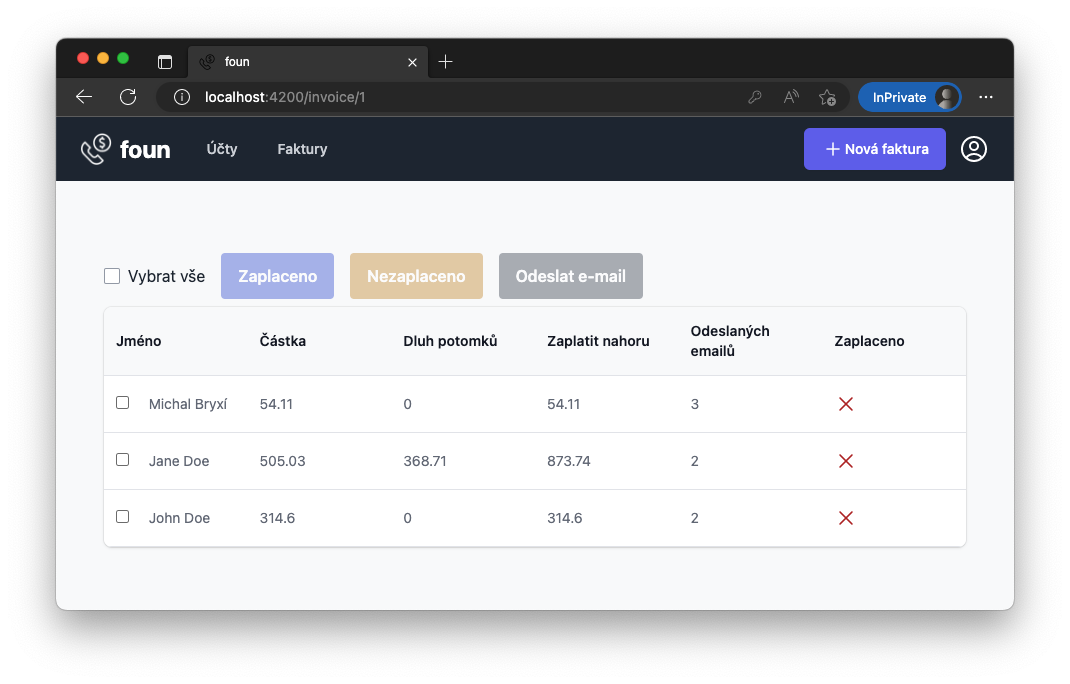 foun
localhost:4200/invoice/1
InPrivate
foun
Účty
Faktury
Nová faktura
Vybrat vše
Zaplaceno
Nezaplaceno
Odeslat e-mail
Jméno Částka Dluh potomků Zaplatit nahoru Odeslaných emailů Zaplaceno
Michal Bryxí 54.11 0 54.11 3
Jane Doe 505.03 368.71 873.74 2
John Doe 314.6 0 314.6 2